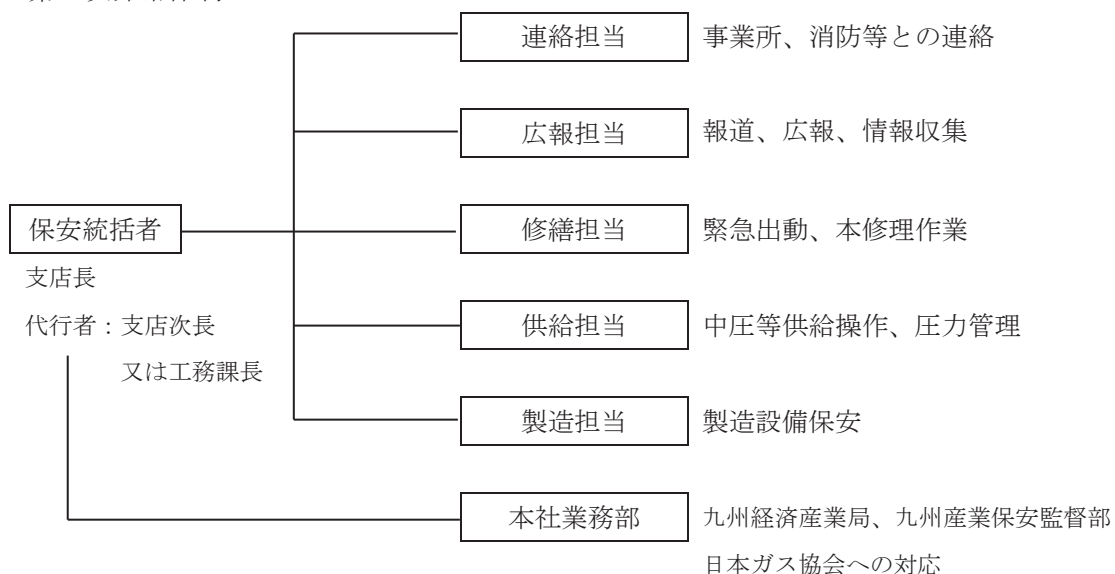 連絡担当 事業所、消防等との連絡
広報担当 報道、広報、情報収集
保安統括者
修繕担当 緊急出動、本修理作業
支店長
代行者：支店次長
又は工務課長
供給担当 中圧等供給操作、圧力管理
製造担当 製造設備保安
本社業務部 九州経済産業局、九州産業保安監督部
日本ガス協会への対応